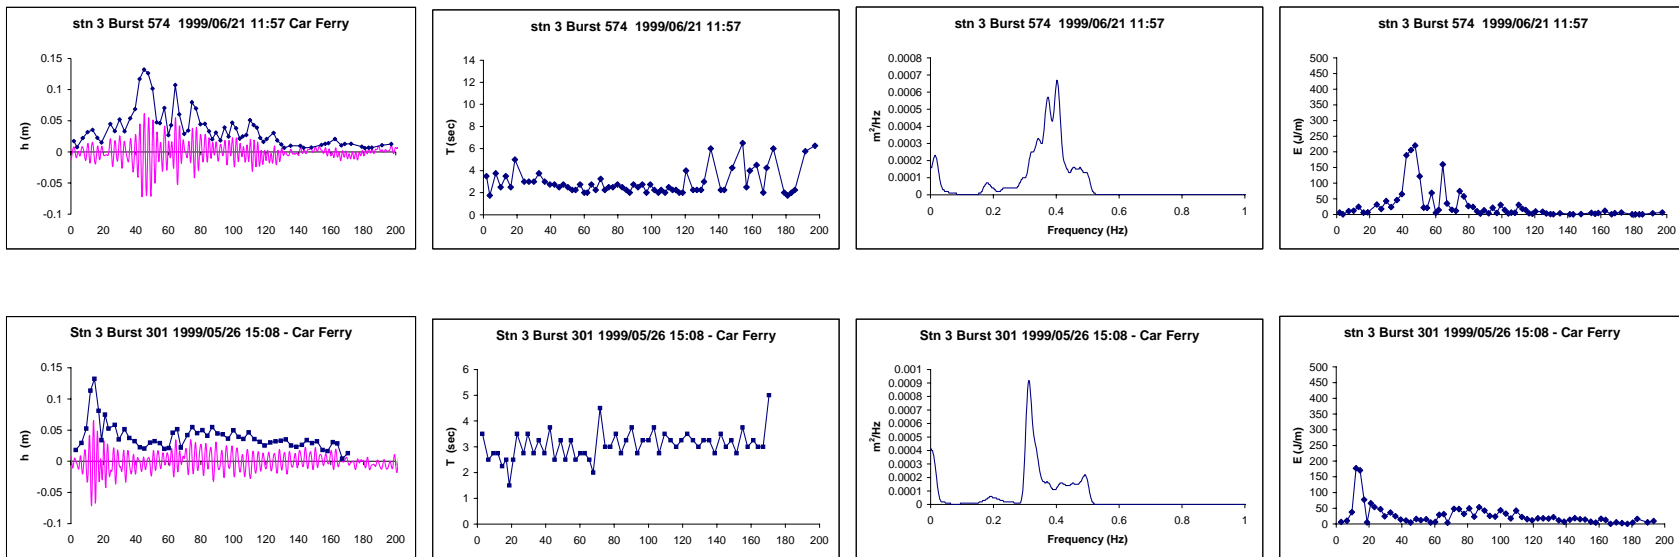 stn 3 Burst 574 1999/06/21 11:57 Car Ferry
0.15
0.1
0.05
0
-0.05
-0.1
h (m)
0 20 40 60 80 100 120 140 160 180 200
stn 3 Burst 574 1999/06/21 11:57
14
12
10
8
6
4
2
0
T (sec)
0 20 40 60 80 100 120 140 160 180 200
stn 3 Burst 574 1999/06/21 11:57
0.0008
0.0007
0.0006
0.0005
0.0004
0.0003
0.0002
0.0001
0
m²/Hz
0 0.2 0.4 0.6 0.8 1
Frequency (Hz)
stn 3 Burst 574 1999/06/21 11:57
500
450
400
350
300
250
200
150
100
50
0
E (J/m)
0 20 40 60 80 100 120 140 160 180 200
Stn 3 Burst 301 1999/05/26 15:08 - Car Ferry
0.15
0.1
0.05
0
-0.05
-0.1
h (m)
0 20 40 60 80 100 120 140 160 180 200
Stn 3 Burst 301 1999/05/26 15:08 - Car Ferry
6
5
4
3
2
1
0
T (sec)
0 20 40 60 80 100 120 140 160 180 200
Stn 3 Burst 301 1999/05/26 15:08 - Car Ferry
0.001
0.0009
0.0008
0.0007
0.0006
0.0005
0.0004
0.0003
0.0002
0.0001
0
m²/Hz
0 0.2 0.4 0.6 0.8 1
Frequency (Hz)
stn 3 Burst 301 1999/05/26 15:08 - Car Ferry
500
450
400
350
300
250
200
150
100
50
0
E (J/m)
0 20 40 60 80 100 120 140 160 180 200